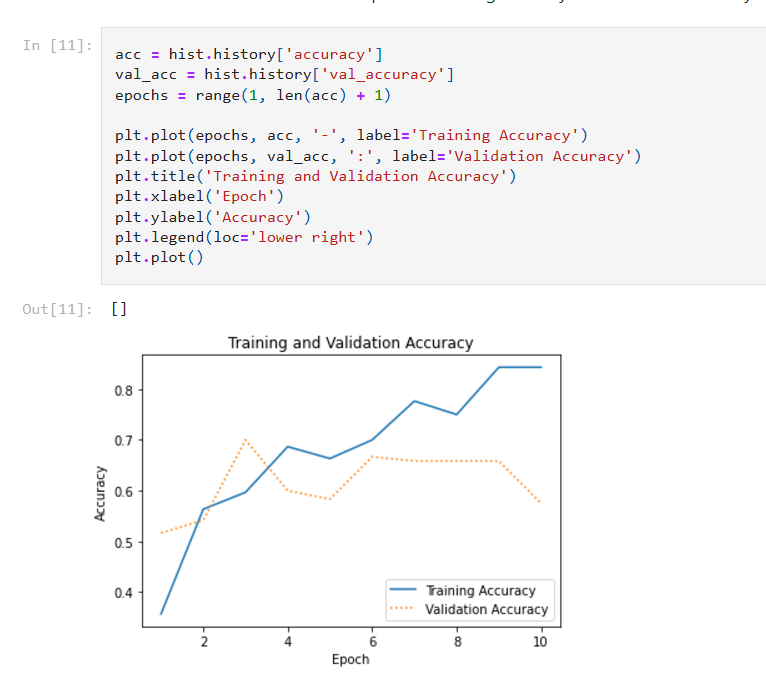 In [11]:
acc = hist.history['accuracy']
val_acc = hist.history['val_accuracy']
epochs = range(1, len(acc) + 1)
plt.plot(epochs, acc, '-', label='Training Accuracy')
plt.plot(epochs, val_acc, ':', label='Validation Accuracy')
plt.title('Training and Validation Accuracy')
plt.xlabel('Epoch')
plt.ylabel('Accuracy')
plt.legend(loc='lower right')
plt.plot()
Out[11]: []
Training and Validation Accuracy
0.8
0.7
0.6
0.5
0.4
Accuracy
Training Accuracy
Validation Accuracy
2 4 6 8 10
Epoch